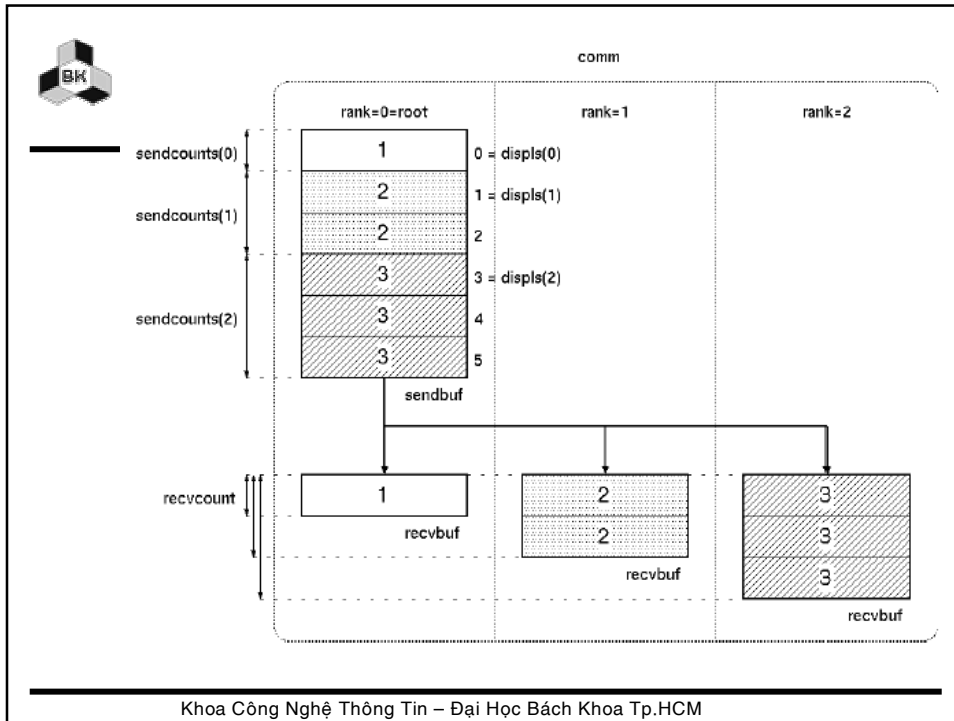 BK
comm
rank=0=root
rank=1
rank=2
sendcounts(0)
1
0 = displs(0)
sendcounts(1)
2
1 = displs(1)
2
2
sendcounts(2)
3
3 = displs(2)
3
4
3
5
sendbuf
recvcount
1
2
3
recvbuf
2
3
recvbuf
3
recvbuf
Khoa Công Nghệ Thông Tin – Đại Học Bách Khoa Tp.HCM